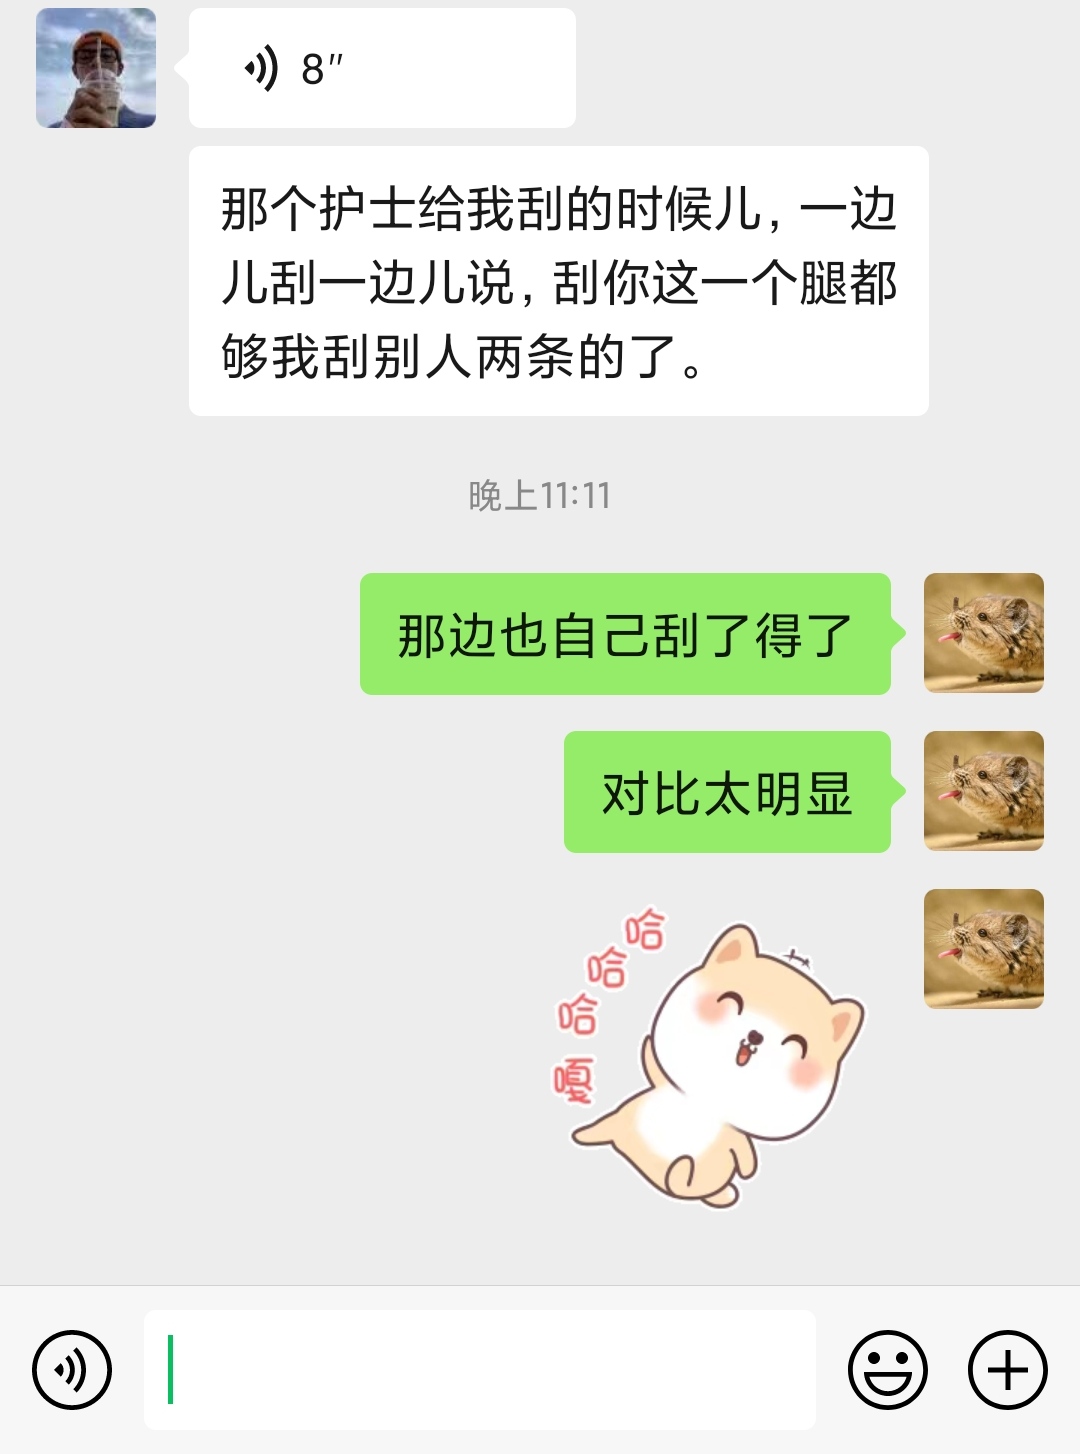 8″
那个护士给我刮的时候儿，一边
儿刮一边儿说，刮你这一个腿都
够我刮别人两条的了。
晚上11:11
那边也自己刮了得了
对比太明显
哈
哈
哈
嘎